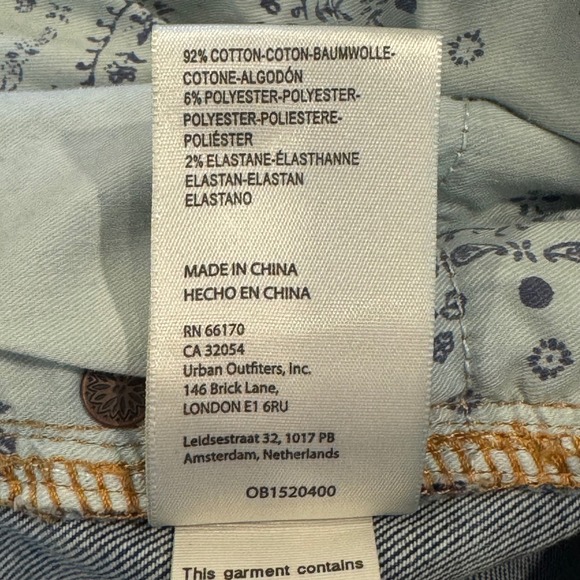 92% COTTON-COTON-BAUMWOLLE-
COTONE-ALGODÓN
6% POLYESTER-POLYESTER-
POLYESTER-POLIESTERE-
POLIÉSTER
2% ELASTANE-ÉLASTHANNE
ELASTAN-ELASTAN
ELASTANO
MADE IN CHINA
HECHO EN CHINA
RN 66170
CA 32054
Urban Outfiters, Inc.
146 Brick Lane,
LONDON E1 6RU
Leidsestraat 32, 1017 PB
Amsterdam, Netherlands
OB1520400
This garment contains